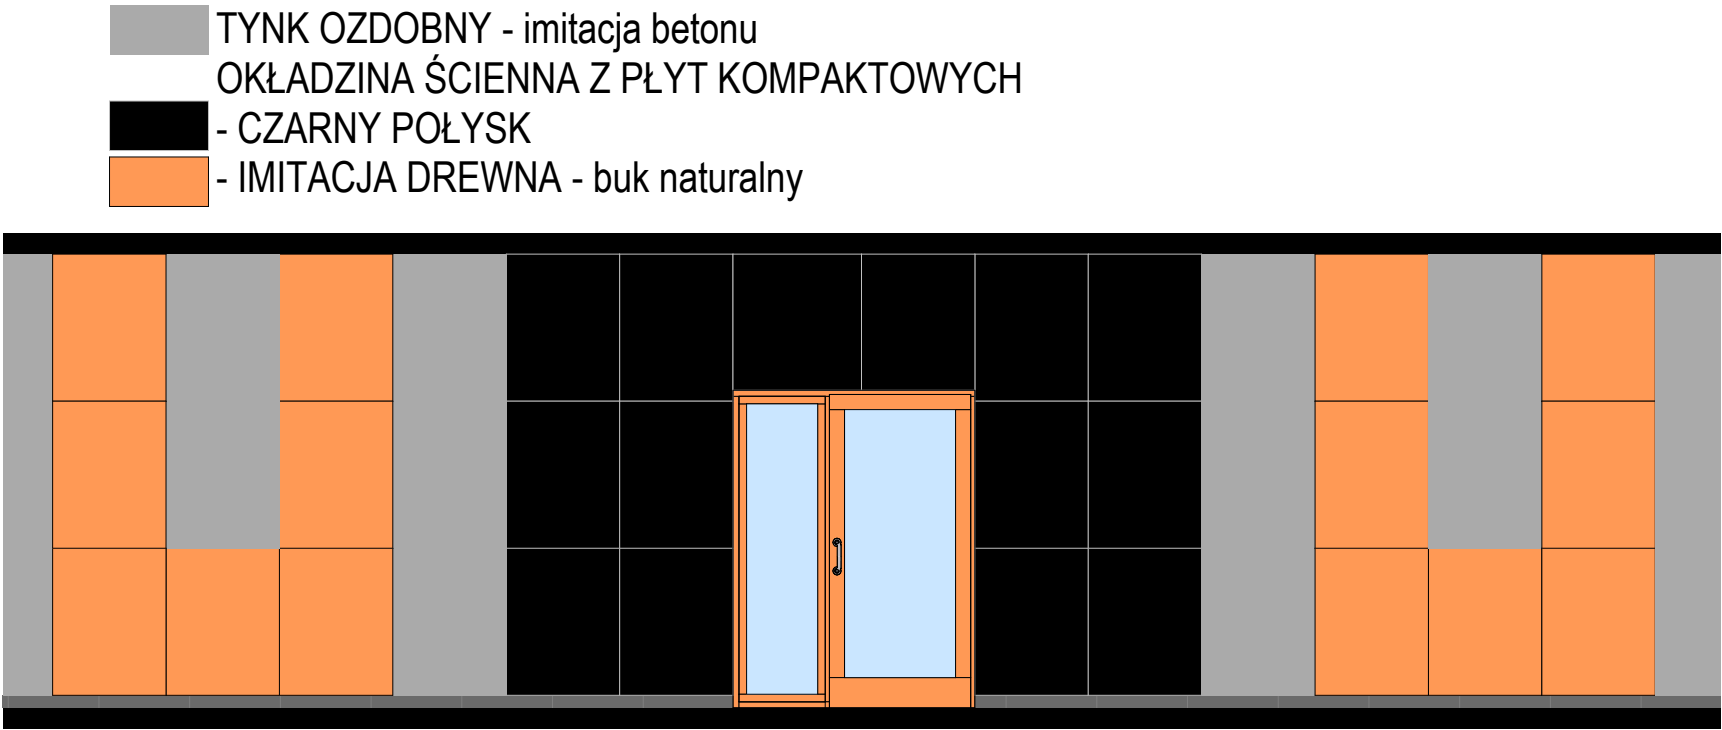 TYNK OZDOBNY - imitacja betonu
OKŁADZINA ŚCIENNA Z PŁYT KOMPAKTOWYCH
- CZARNY POŁYSK
- IMITACJA DREWNA - buk naturalny